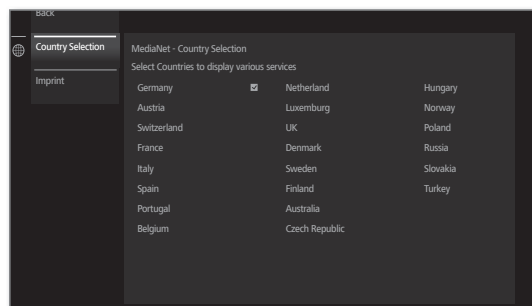 Back
Country Selection
Imprint
MediaNet - Country Selection
Select Countries to display various services
Germany
Austria
Switzerland
France
Italy
Spain
Portugal
Belgium
Netherland
Luxemburg
UK
Denmark
Sweden
Finland
Australia
Czech Republic
Hungary
Norway
Poland
Russia
Slovakia
Turkey